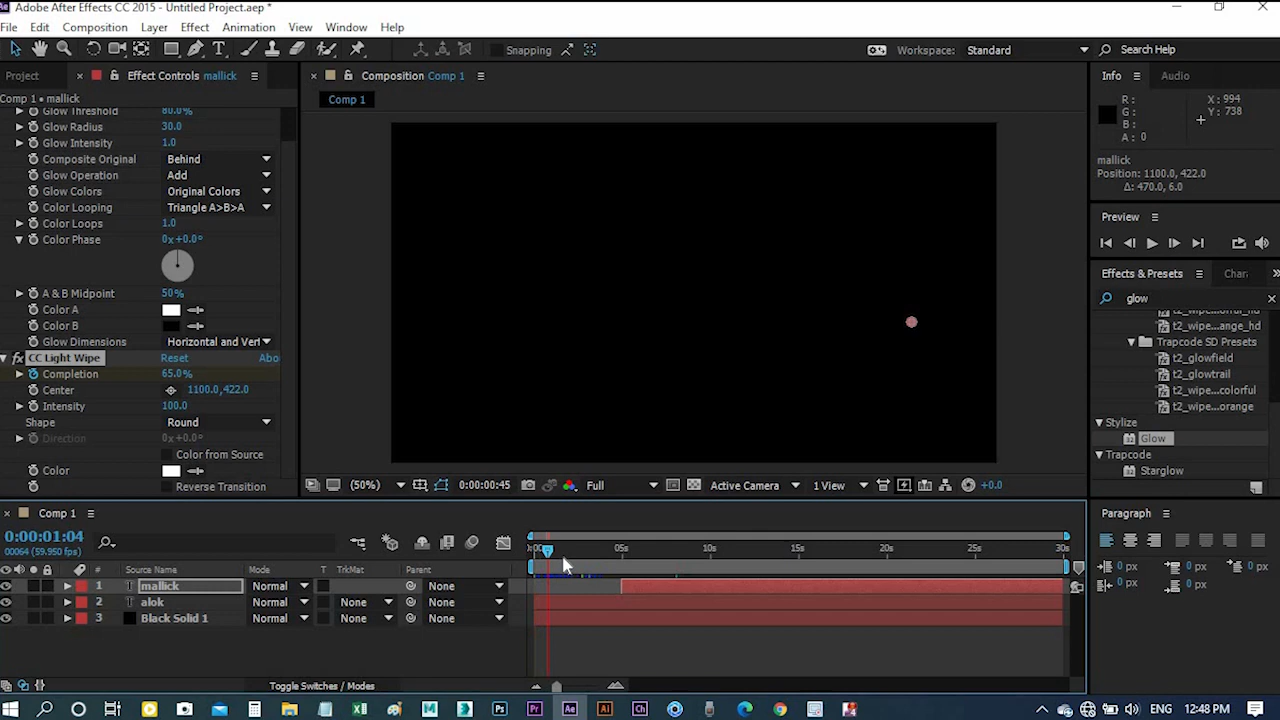 Adobe After Effects CC 2015 - Untitled Project.aep *
File Edit Composition Layer Effect Animation View Window Help
Snapping
Workspace: Standard
Search Help
Project
Effect Controls mallick
Composition Comp 1
Info
Audio
Comp 1 • mallick
Comp 1
Glow Threshold 80.0%
Glow Radius 30.0
Glow Intensity 1.0
Composite Original Behind
Glow Operation Add
Glow Colors Original Colors
Color Looping Triangle A>B>A
Color Loops 1.0
Color Phase 0x+0.0°
A & B Midpoint 50%
Color A
Color B
Glow Dimensions Horizontal and Vert
CC Light Wipe Reset Abo
Completion 65.0%
Center 1100.0,422.0
Intensity 100.0
Shape Round
Direction 0x+0.0°
Color from Source
Color
Reverse Transition
R :
G :
B :
A : 0
X : 994
Y : 738
mallick
Position: 1100.0, 422.0
Δ: 470.0, 6.0
Preview
Effects & Presets
Char
glow
t2_wipe...ange_hd
Trapcode SD Presets
t2_glowfield
t2_glowtrail
t2_wipe...colorful
t2_wipe...orange
Stylize
Glow
Trapcode
Starglow
(50%) 0:00:00:45 Full Active Camera 1 View +0.0
Comp 1
0:00:01:04
00064 (59.950 fps)
05s 10s 15s 20s 25s 30s
# Source Name Mode T TrkMat Parent
1 T mallick Normal None
2 T alok Normal None None
3 Black Solid 1 Normal None None
Toggle Switches / Modes
Paragraph
0 px 0 px 0 px
0 px 0 px
12:48 PM